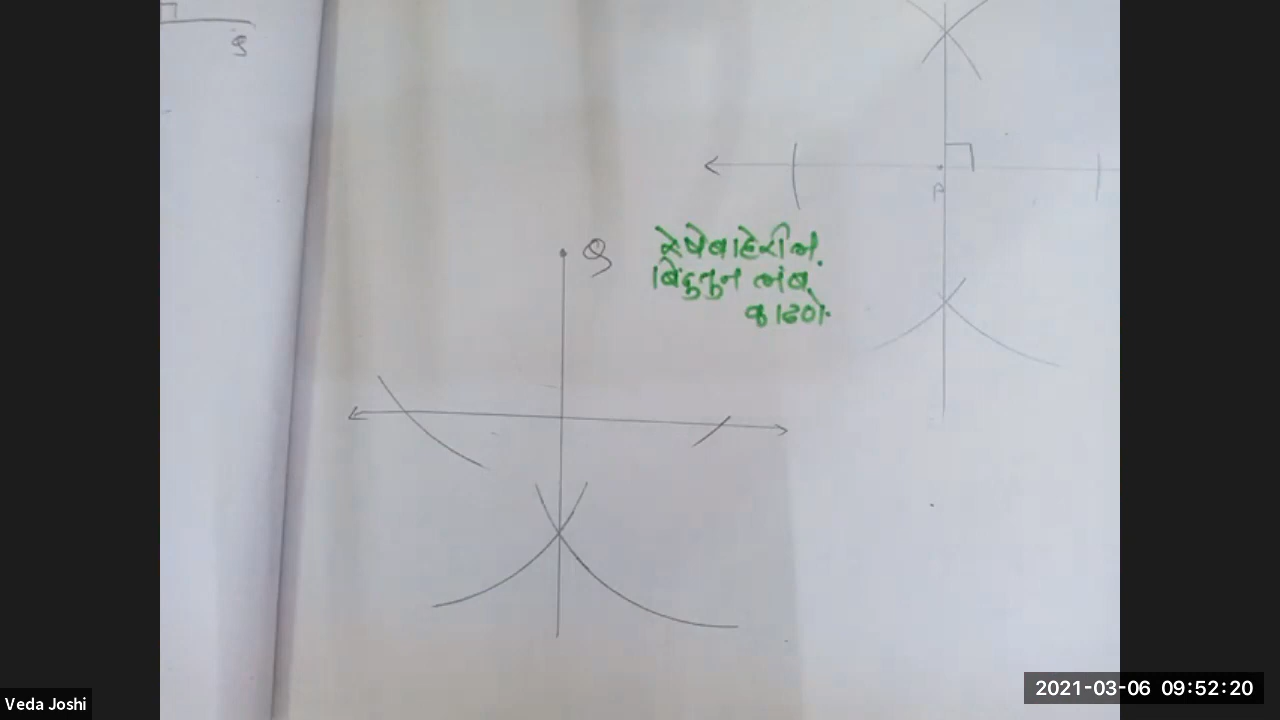 Q
P
Q
रेषेबाहेरील
बिंदुतुन लंब
काढणे.
Veda Joshi
2021-03-06 09:52:20